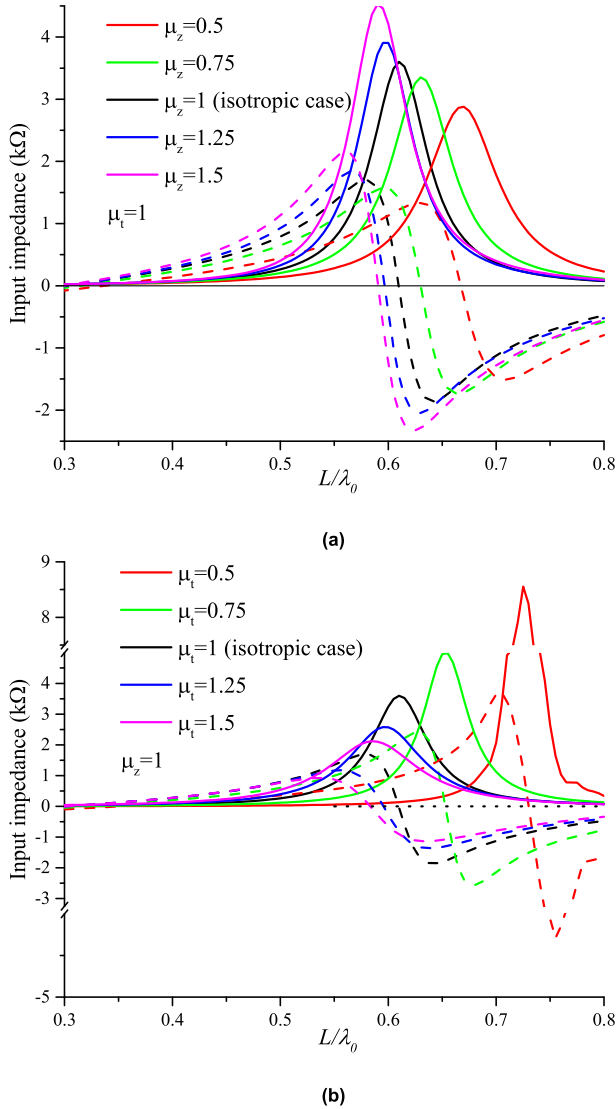 μz=0.5
μz=0.75
μz=1 (isotropic case)
μz=1.25
μz=1.5
μt=1
Input impedance (kΩ)
4
3
2
1
0
-1
-2
0.3 0.4 0.5 0.6 0.7 0.8
L/λ0
(a)
μt=0.5
μt=0.75
μt=1 (isotropic case)
μt=1.25
μt=1.5
μz=1
Input impedance (kΩ)
9
8
5
4
3
2
1
0
-1
-2
-3
-5
0.3 0.4 0.5 0.6 0.7 0.8
L/λ0
(b)